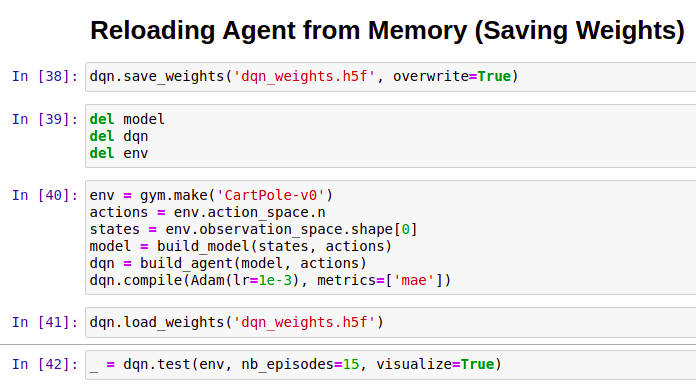 Reloading Agent from Memory (Saving Weights)
In [38]: dqn.save_weights('dqn_weights.h5f', overwrite=True)
In [39]: del model
del dqn
del env
In [40]: env = gym.make('CartPole-v0')
actions = env.action_space.n
states = env.observation_space.shape[0]
model = build_model(states, actions)
dqn = build_agent(model, actions)
dqn.compile(Adam(lr=1e-3), metrics=['mae'])
In [41]: dqn.load_weights('dqn_weights.h5f')
In [42]: _ = dqn.test(env, nb_episodes=15, visualize=True)